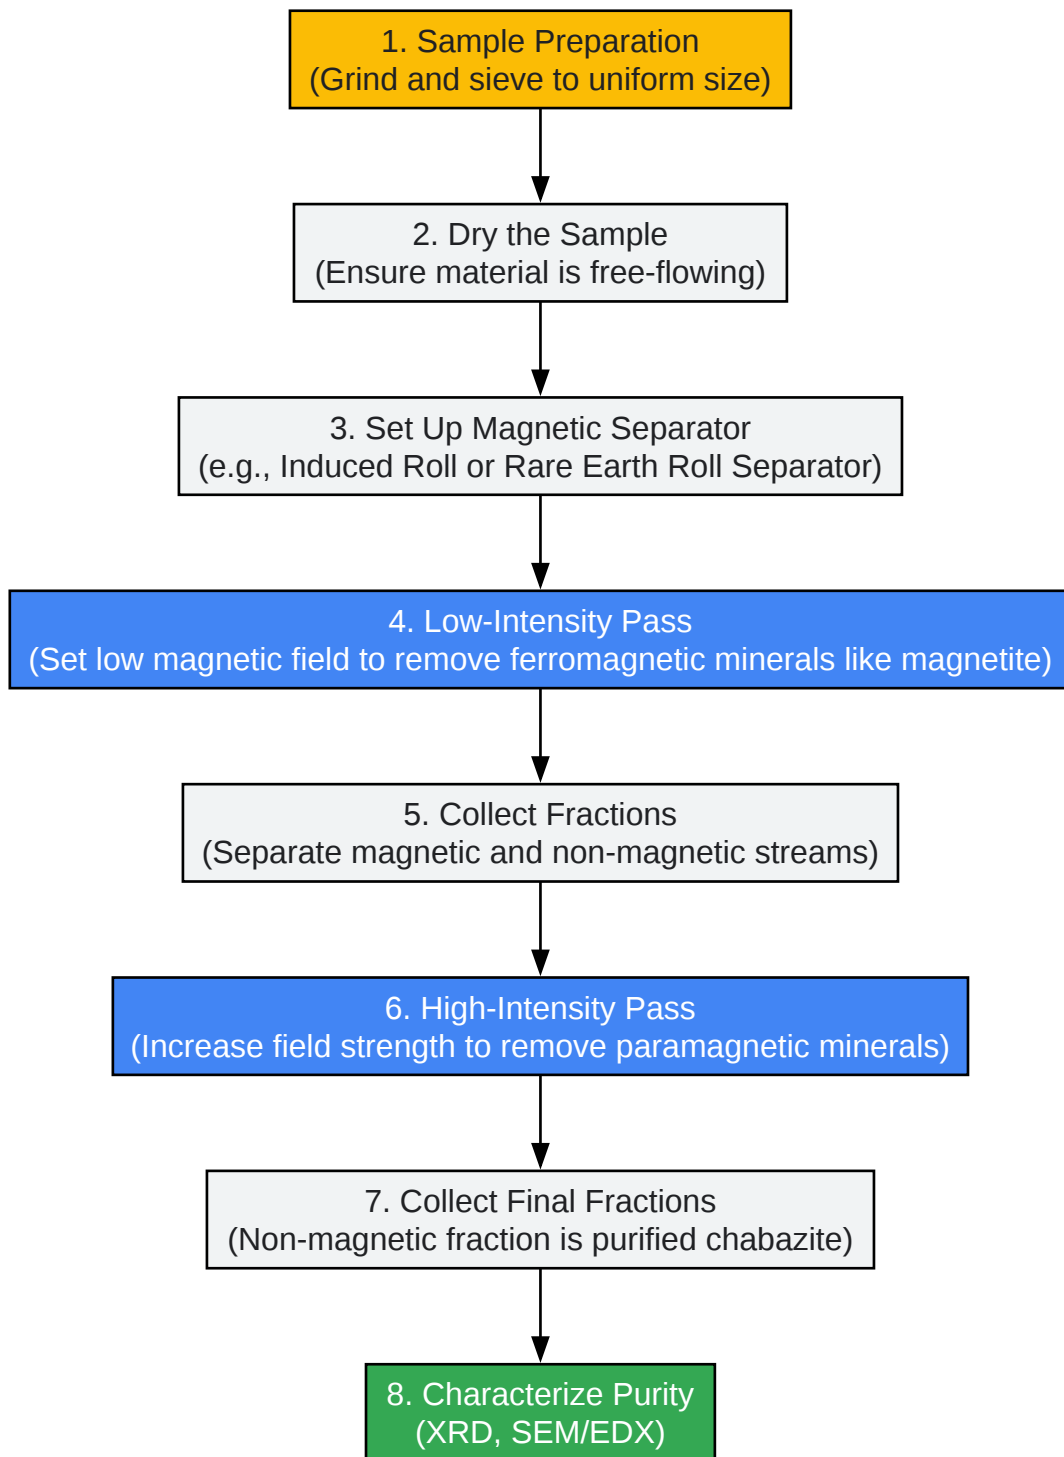 1. Sample Preparation
(Grind and sieve to uniform size)
2. Dry the Sample
(Ensure material is free-flowing)
3. Set Up Magnetic Separator
(e.g., Induced Roll or Rare Earth Roll Separator)
4. Low-Intensity Pass
(Set low magnetic field to remove ferromagnetic minerals like magnetite)
5. Collect Fractions
(Separate magnetic and non-magnetic streams)
6. High-Intensity Pass
(Increase field strength to remove paramagnetic minerals)
7. Collect Final Fractions
(Non-magnetic fraction is purified chabazite)
8. Characterize Purity
(XRD, SEM/EDX)